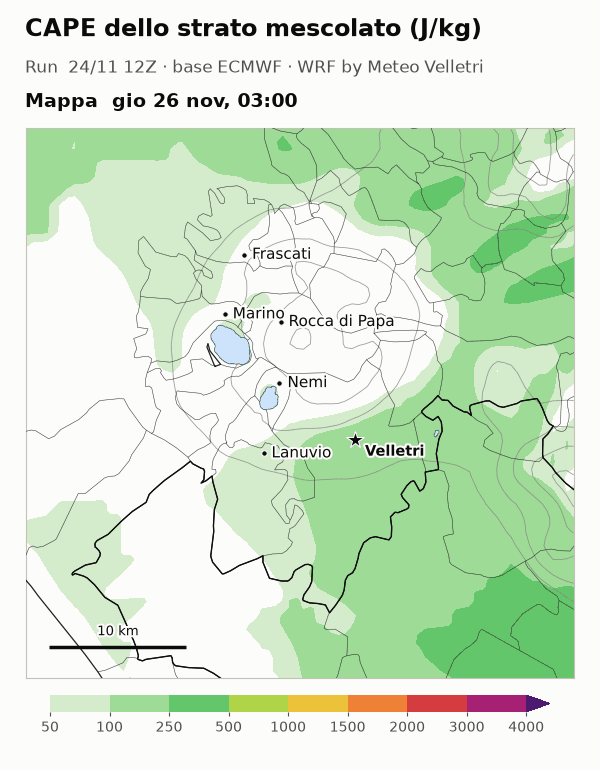 CAPE dello strato mescolato (J/kg)
Run  24/11 12Z · base ECMWF · WRF by Meteo Velletri
Mappa  gio 26 nov, 03:00
Frascati
Marino
Rocca di Papa
Nemi
Velletri
Lanuvio
10 km
50 100 250 500 1000 1500 2000 3000 4000